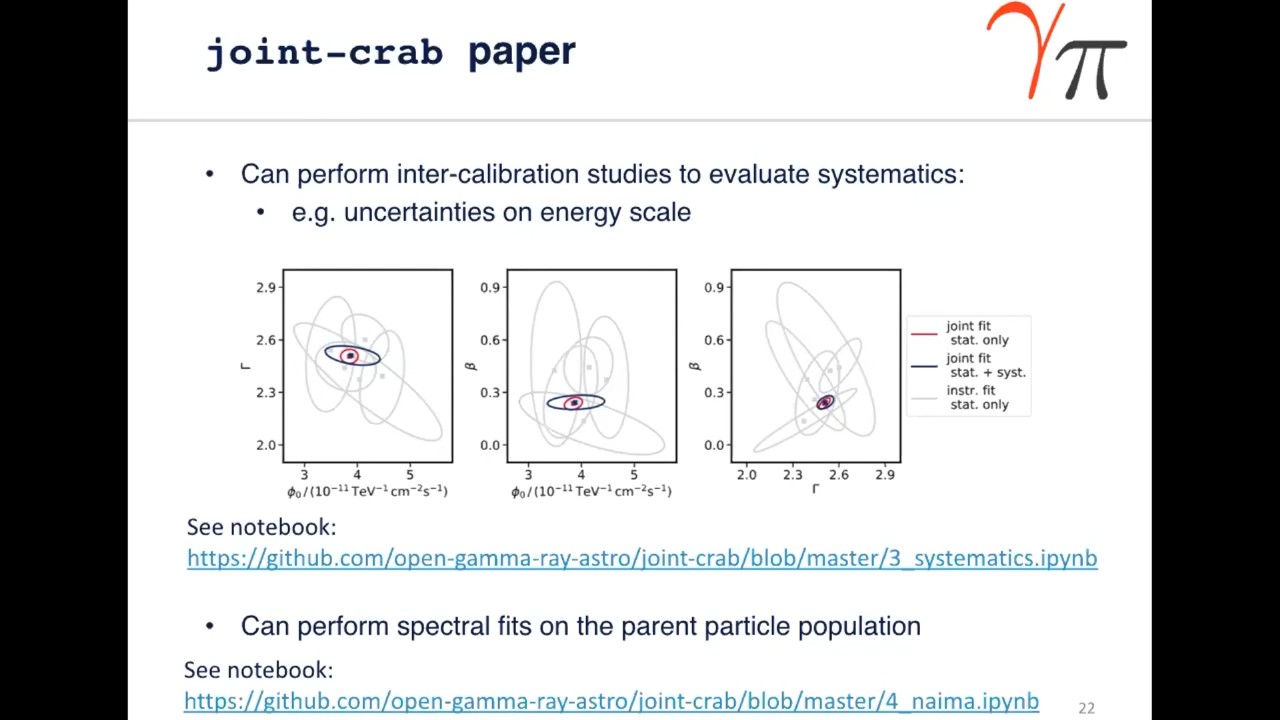 joint-crab paper
γπ
• Can perform inter-calibration studies to evaluate systematics:
• e.g. uncertainties on energy scale
2.9
2.6
2.3
2.0
Γ
3 4 5
ϕ₀/(10⁻¹¹ TeV⁻¹ cm⁻²s⁻¹)
0.9
0.6
0.3
0.0
β
3 4 5
ϕ₀/(10⁻¹¹ TeV⁻¹ cm⁻²s⁻¹)
0.9
0.6
0.3
0.0
β
2.0 2.3 2.6 2.9
Γ
joint fit
stat. only
joint fit
stat. + syst.
instr. fit
stat. only
See notebook:
https://github.com/open-gamma-ray-astro/joint-crab/blob/master/3_systematics.ipynb
• Can perform spectral fits on the parent particle population
See notebook:
https://github.com/open-gamma-ray-astro/joint-crab/blob/master/4_naima.ipynb
22